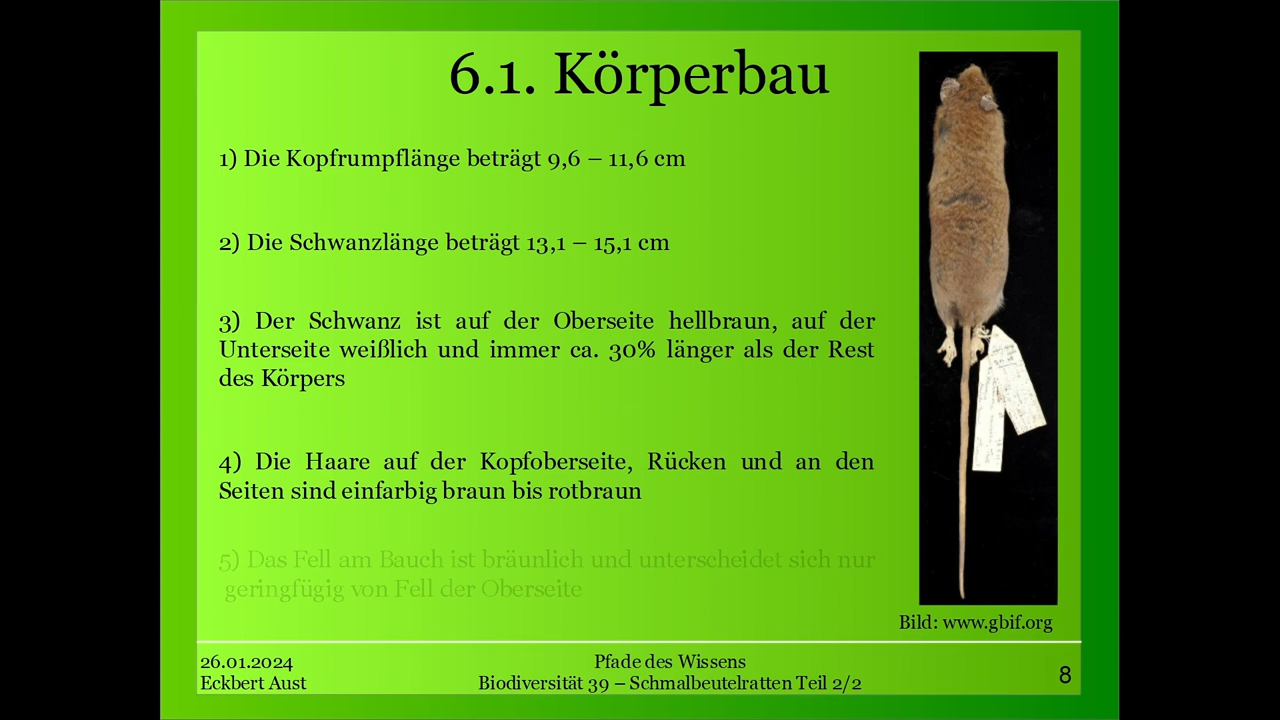 6.1. Körperbau
1) Die Kopfrumpflänge beträgt 9,6 – 11,6 cm
2) Die Schwanzlänge beträgt 13,1 – 15,1 cm
3) Der Schwanz ist auf der Oberseite hellbraun, auf der
Unterseite weißlich und immer ca. 30% länger als der Rest
des Körpers
4) Die Haare auf der Kopfoberseite, Rücken und an den
Seiten sind einfarbig braun bis rotbraun
5) Das Fell am Bauch ist bräunlich und unterscheidet sich nur
geringfügig von Fell der Oberseite
Bild: www.gbif.org
26.01.2024
Eckbert Aust
Pfade des Wissens
Biodiversität 39 – Schmalbeutelratten Teil 2/2
8